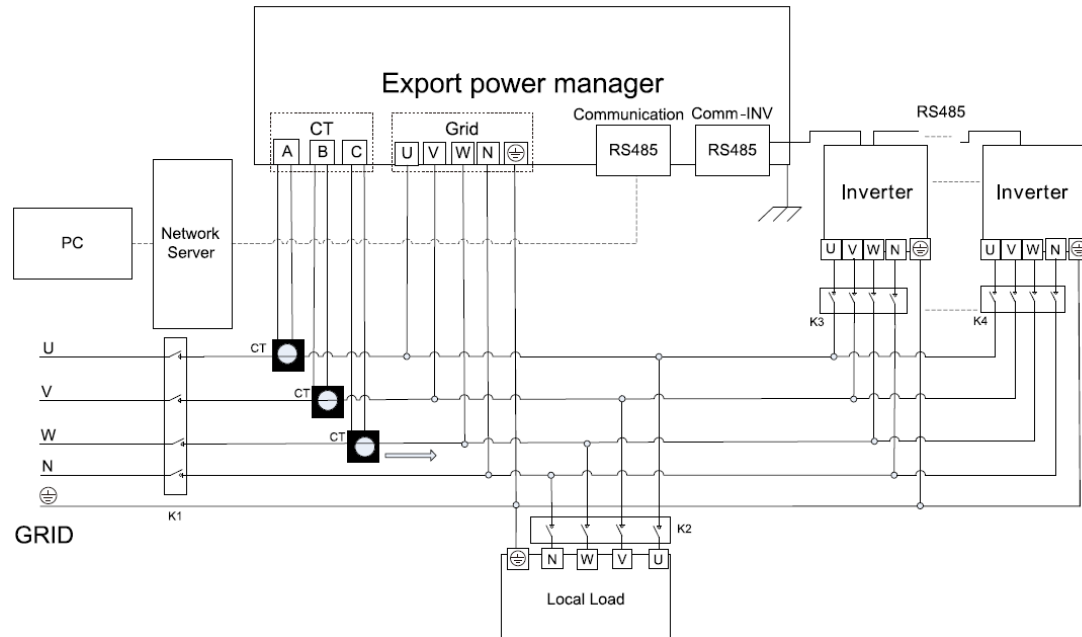 Export power manager
CT
Grid
Communication
Comm-INV
RS485
A
B
C
U
V
W
N
RS485
RS485
PC
Network
Server
Inverter
Inverter
U
V
W
N
U
V
W
N
K3
K4
U
CT
V
CT
W
CT
N
K1
GRID
K2
N
W
V
U
Local Load